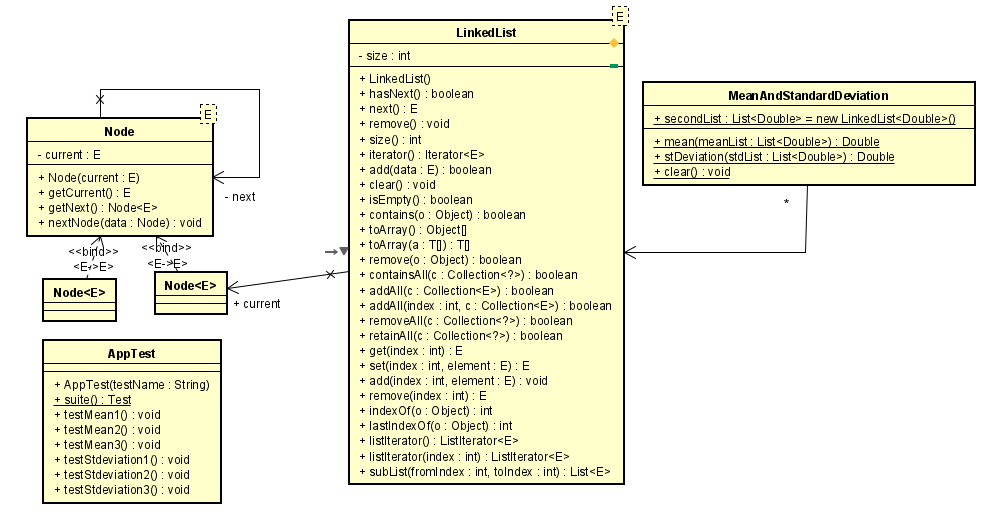 E
LinkedList
- size : int
+ LinkedList()
+ hasNext() : boolean
+ next() : E
+ remove() : void
+ size() : int
+ iterator() : Iterator<E>
+ add(data : E) : boolean
+ clear() : void
+ isEmpty() : boolean
+ contains(o : Object) : boolean
+ toArray() : Object[]
+ toArray(a : T[]) : T[]
+ remove(o : Object) : boolean
+ containsAll(c : Collection<?>) : boolean
+ addAll(c : Collection<E>) : boolean
+ addAll(index : int, c : Collection<E>) : boolean
+ removeAll(c : Collection<?>) : boolean
+ retainAll(c : Collection<?>) : boolean
+ get(index : int) : E
+ set(index : int, element : E) : E
+ add(index : int, element : E) : void
+ remove(index : int) : E
+ indexOf(o : Object) : int
+ lastIndexOf(o : Object) : int
+ listIterator() : ListIterator<E>
+ listIterator(index : int) : ListIterator<E>
+ subList(fromIndex : int, toIndex : int) : List<E>
MeanAndStandardDeviation
+ secondList : List<Double> = new LinkedList<Double>()
+ mean(meanList : List<Double>) : Double
+ stDeviation(stdList : List<Double>) : Double
+ clear() : void
*
E
Node
- current : E
+ Node(current : E)
+ getCurrent() : E
+ getNext() : Node<E>
+ nextNode(data : Node) : void
- next
<<bind>>
<E->E>
<<bind>>
<E->E>
Node<E>
Node<E>
+ current
AppTest
+ AppTest(testName : String)
+ suite() : Test
+ testMean1() : void
+ testMean2() : void
+ testMean3() : void
+ testStdeviation1() : void
+ testStdeviation2() : void
+ testStdeviation3() : void